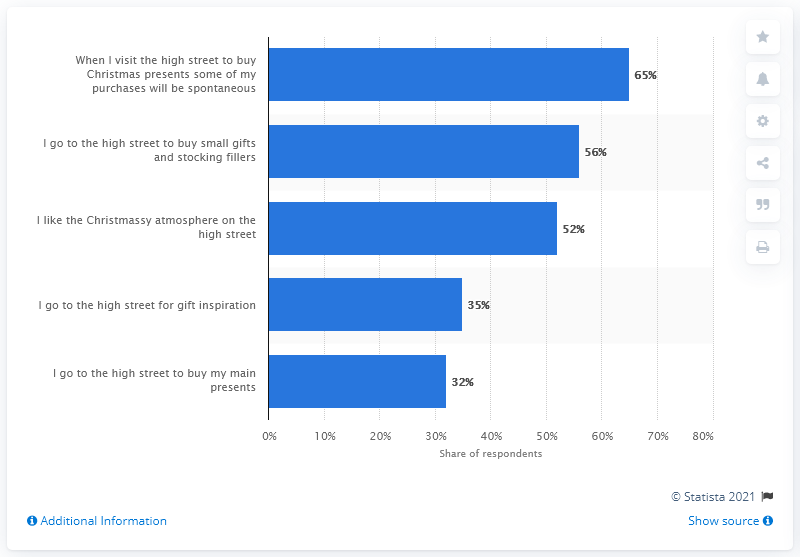 When I visit the high street to buy
Christmas presents some of my
purchases will be spontaneous
65%
I go to the high street to buy small gifts
and stocking fillers
56%
I like the Christmassy atmosphere on the
high street
52%
I go to the high street for gift inspiration
35%
I go to the high street to buy my main
presents
32%
0% 10% 20% 30% 40% 50% 60% 70% 80%
Share of respondents
© Statista 2021
Additional Information
Show source